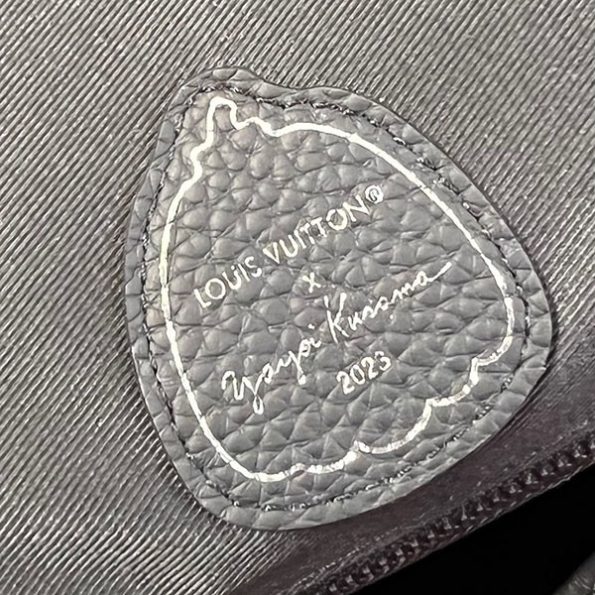 LOUIS VUITTON®
x
Yayoi Kusama
2023